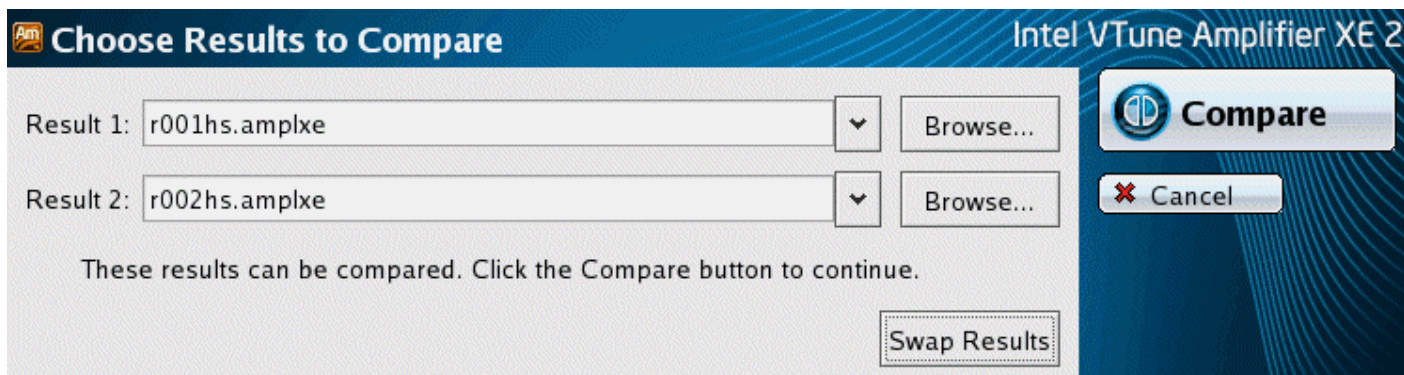 Am Choose Results to Compare
Intel VTune Amplifier XE 2
Result 1: r001hs.amplxe Browse...
Compare
Result 2: r002hs.amplxe Browse...
Cancel
These results can be compared. Click the Compare button to continue.
Swap Results